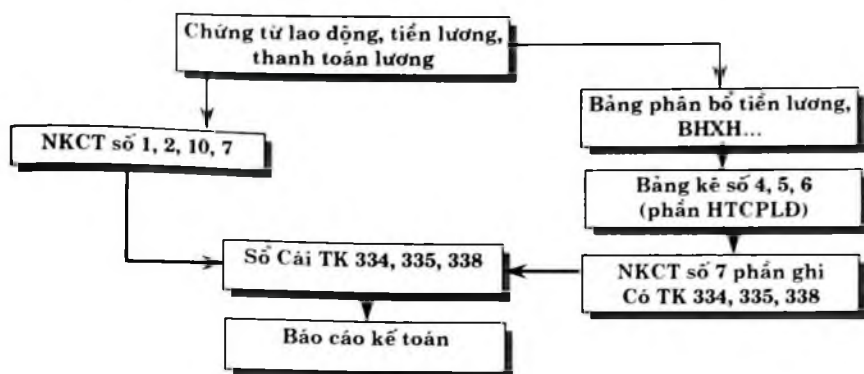 Chứng từ lao động, tiền lương,
thanh toán lương
Bảng phân bổ tiền lương,
BHXH...
NKCT số 1, 2, 10, 7
Bảng kê số 4, 5, 6
(phần HTCPLĐ)
Sổ Cái TK 334, 335, 338
NKCT số 7 phần ghi
Có TK 334, 335, 338
Báo cáo kế toán